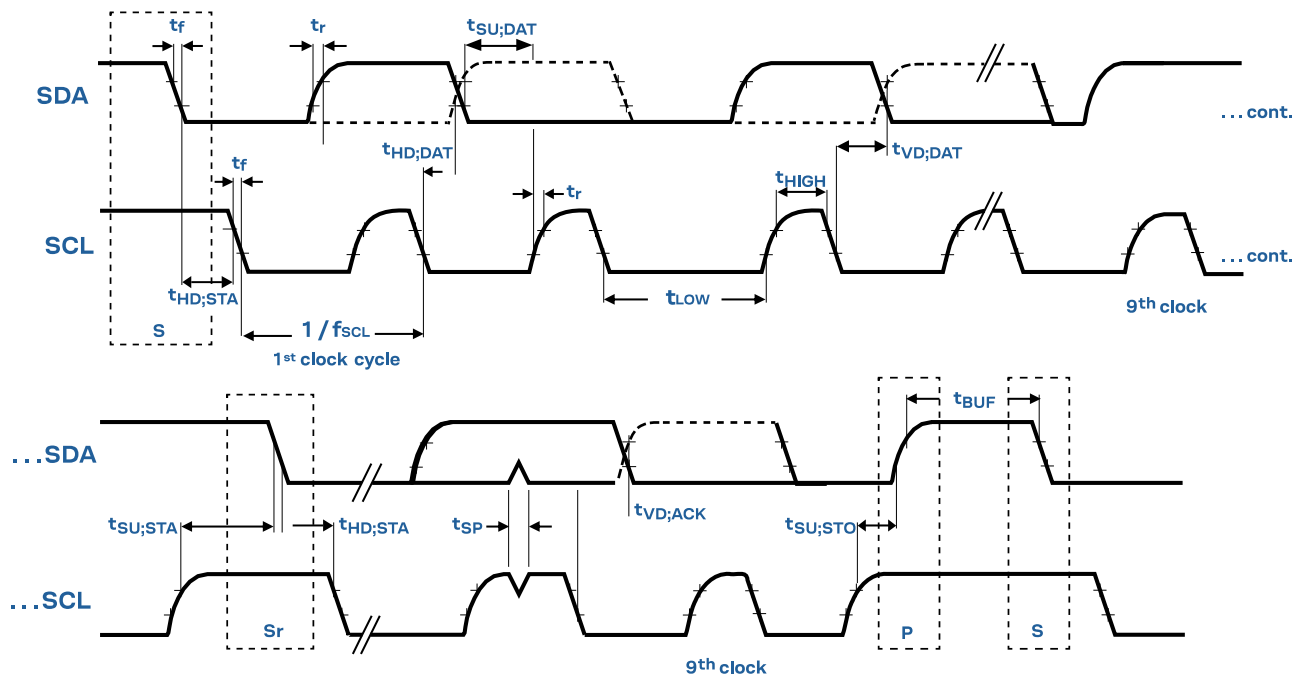 tf
tr
tSU;DAT
SDA
...cont.
tHD;DAT
tVD;DAT
tf
tr
tHIGH
SCL
...cont.
tHD;STA
tLOW
9th clock
S
1 / fSCL
1st clock cycle
tBUF
...SDA
tSU;STA
tHD;STA
tSP
tVD;ACK
tSU;STO
...SCL
Sr
P
S
9th clock